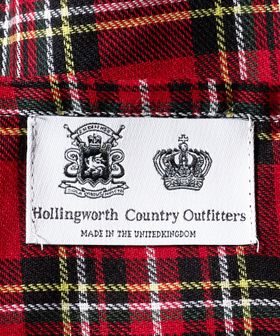 Hollingworth Country Outfitters
MADE IN THE UNITEDKINGDOM